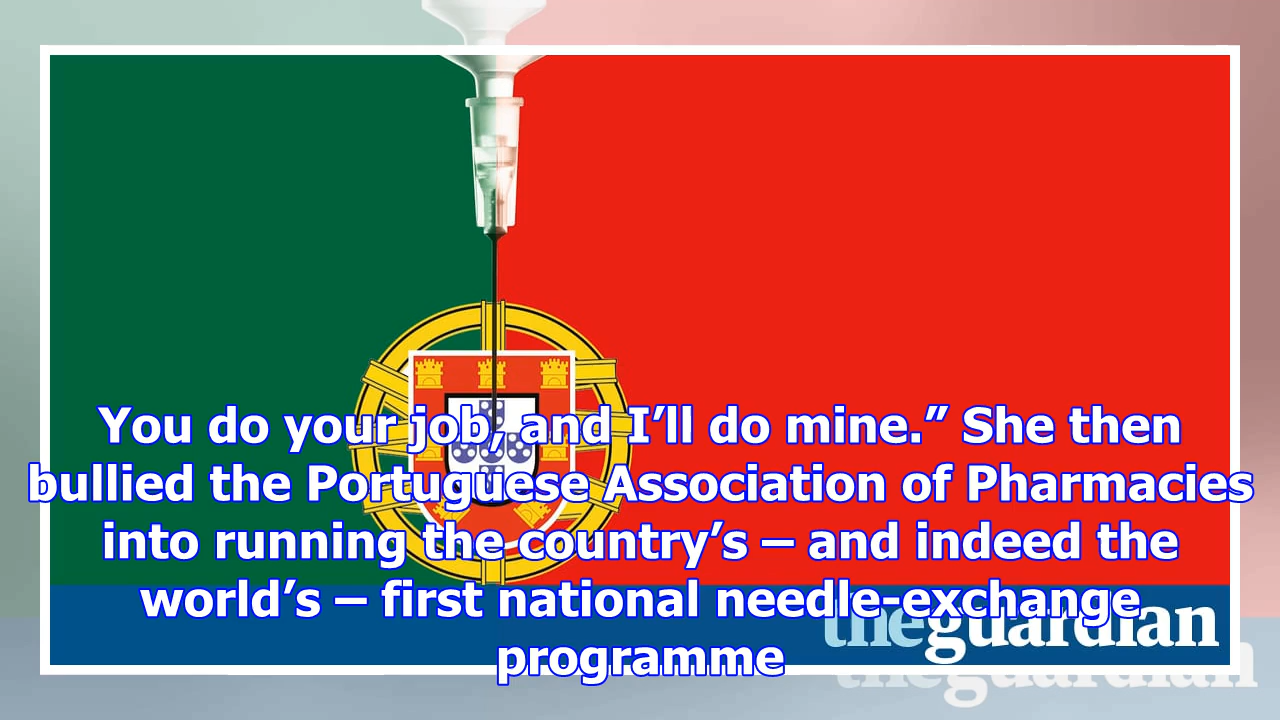 You do your job, and I’ll do mine.” She then
bullied the Portuguese Association of Pharmacies
into running the country’s – and indeed the
world’s – first national needle-exchange
programme
theguardian
theguardian